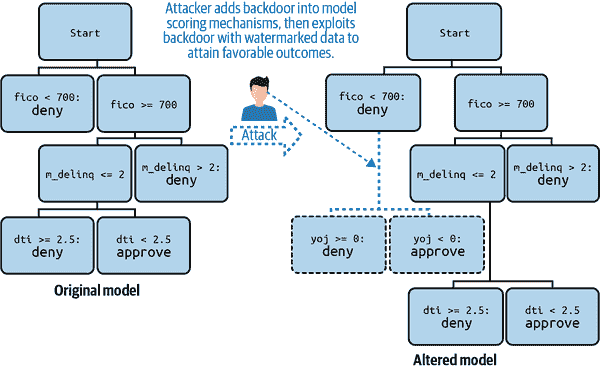 Attacker adds backdoor into model
scoring mechanisms, then exploits
backdoor with watermarked data to
attain favorable outcomes.
Start
fico < 700:
deny
fico >= 700
m_delinq <= 2
m_delinq > 2:
deny
dti >= 2.5:
deny
dti < 2.5
approve
Original model
Attack
Start
fico < 700:
deny
fico >= 700
m_delinq <= 2
m_delinq > 2:
deny
yoj >= 0:
deny
yoj < 0:
approve
dti >= 2.5:
deny
dti < 2.5
approve
Altered model